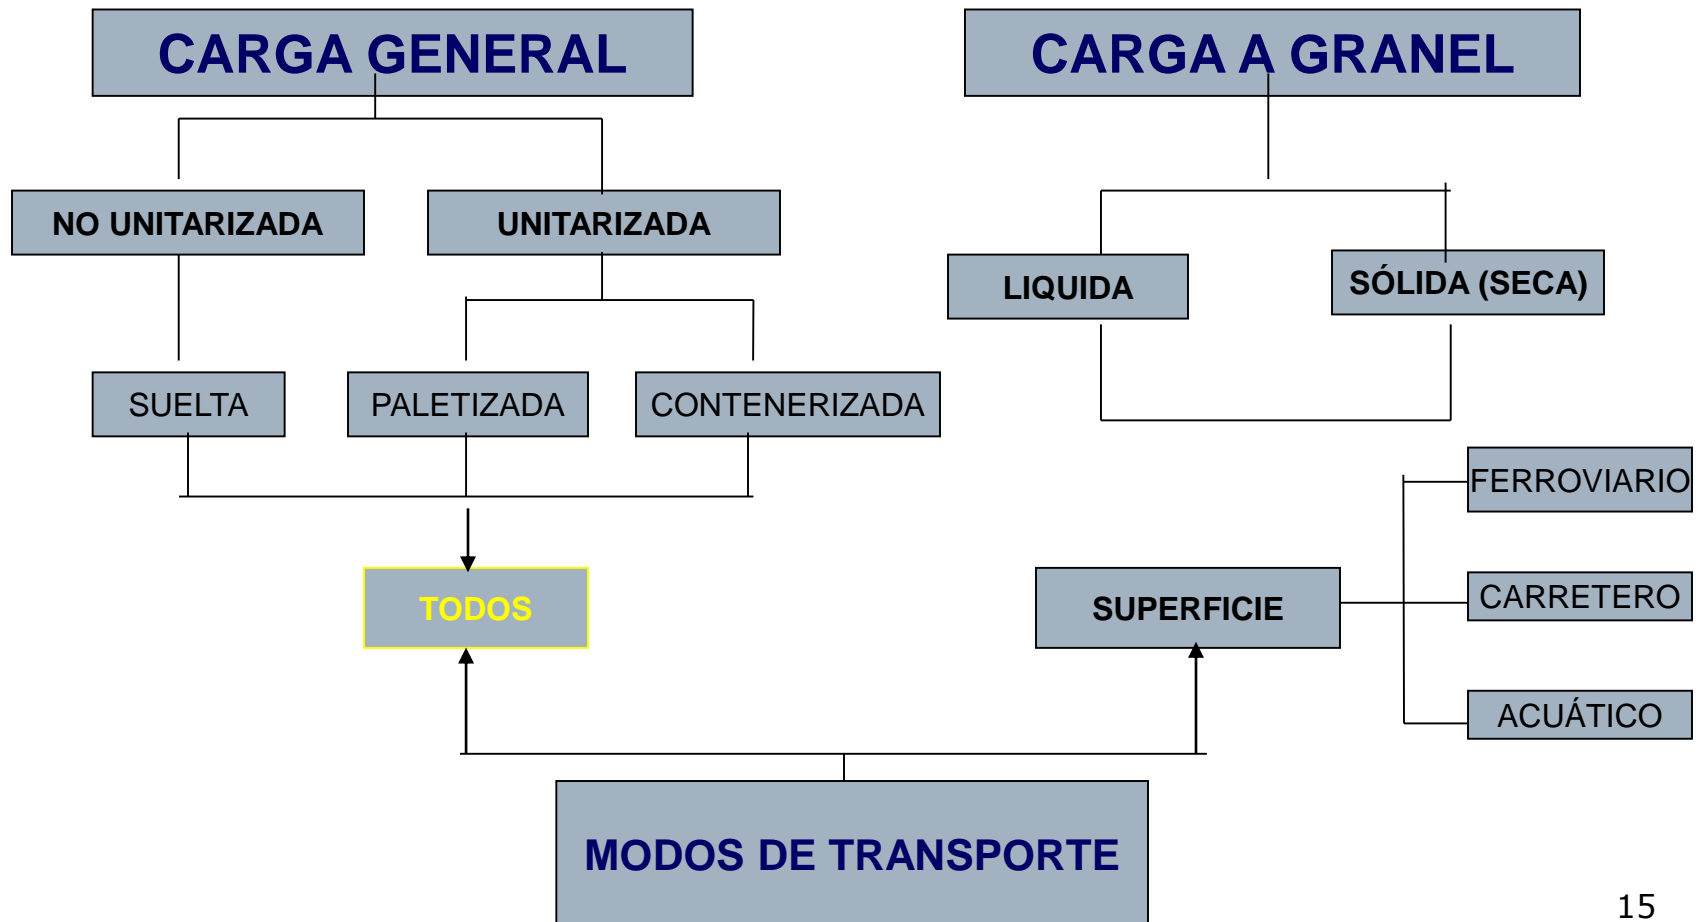 CARGA GENERAL
CARGA A GRANEL
NO UNITARIZADA
UNITARIZADA
LIQUIDA
SÓLIDA (SECA)
SUELTA
PALETIZADA
CONTENERIZADA
FERROVIARIO
TODOS
SUPERFICIE
CARRETERO
ACUÁTICO
MODOS DE TRANSPORTE
15